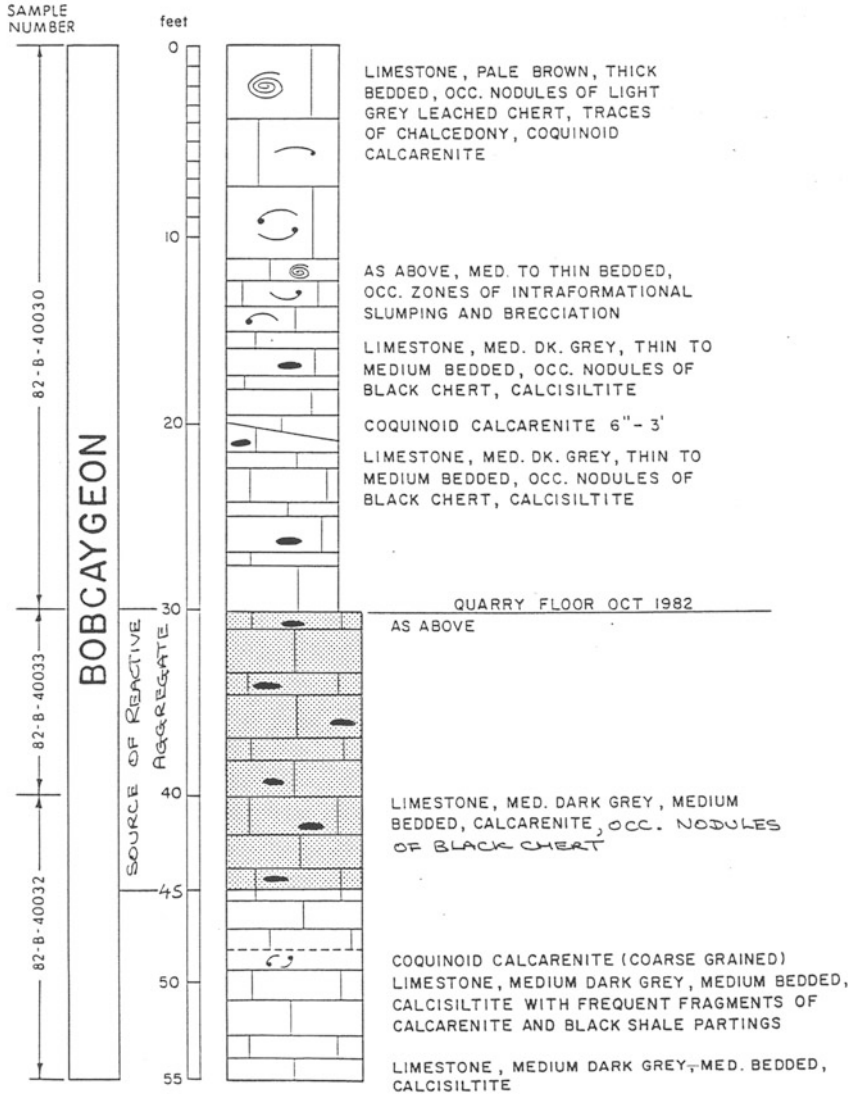 SAMPLE
NUMBER
feet
0
LIMESTONE, PALE BROWN, THICK
BEDDED, OCC. NODULES OF LIGHT
GREY LEACHED CHERT, TRACES
OF CHALCEDONY, COQUINOID
CALCARENITE
10
AS ABOVE, MED. TO THIN BEDDED,
OCC. ZONES OF INTRAFORMATIONAL
SLUMPING AND BRECCIATION
82-B-40030
LIMESTONE, MED. DK. GREY, THIN TO
MEDIUM BEDDED, OCC. NODULES OF
BLACK CHERT, CALCISILTITE
20
COQUINOID CALCARENITE 6"- 3'
LIMESTONE, MED. DK. GREY, THIN TO
MEDIUM BEDDED, OCC. NODULES OF
BLACK CHERT, CALCISILTITE
BOBCAYGEON
30
QUARRY FLOOR OCT 1982
AS ABOVE
82-B-40033
SOURCE OF REACTIVE
AGGREGATE
40
LIMESTONE, MED. DARK GREY, MEDIUM
BEDDED, CALCARENITE, OCC. NODULES
OF BLACK CHERT
45
82-B-40032
COQUINOID CALCARENITE (COARSE GRAINED)
50
LIMESTONE, MEDIUM DARK GREY, MEDIUM BEDDED,
CALCISILTITE WITH FREQUENT FRAGMENTS OF
CALCARENITE AND BLACK SHALE PARTINGS
55
LIMESTONE, MEDIUM DARK GREY, MED. BEDDED,
CALCISILTITE